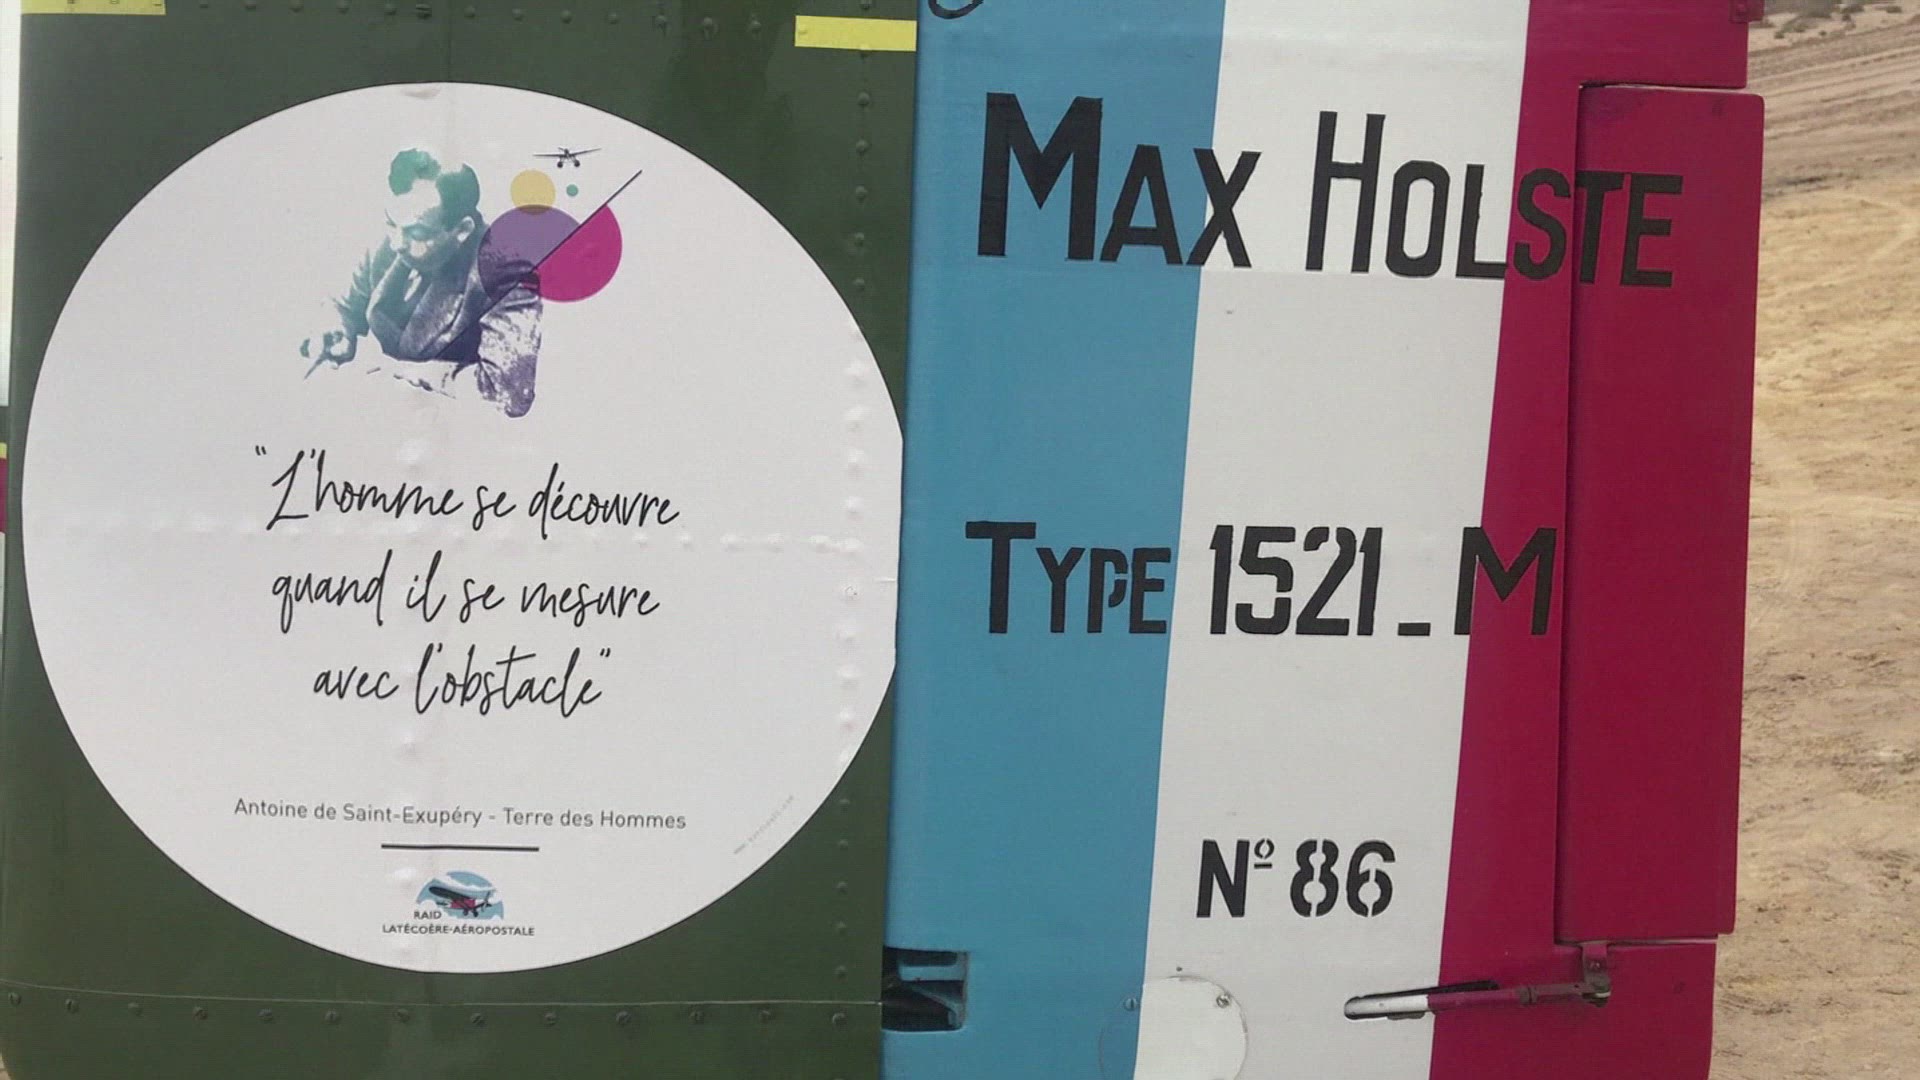 "L'homme se découvre
quand il se mesure
avec l'obstacle"
Antoine de Saint-Exupéry - Terre des Hommes
RAID
LATÉCOÈRE-AÉROPOSTALE
MAX HOLSTE
TYPE 1521_M
Nº 86